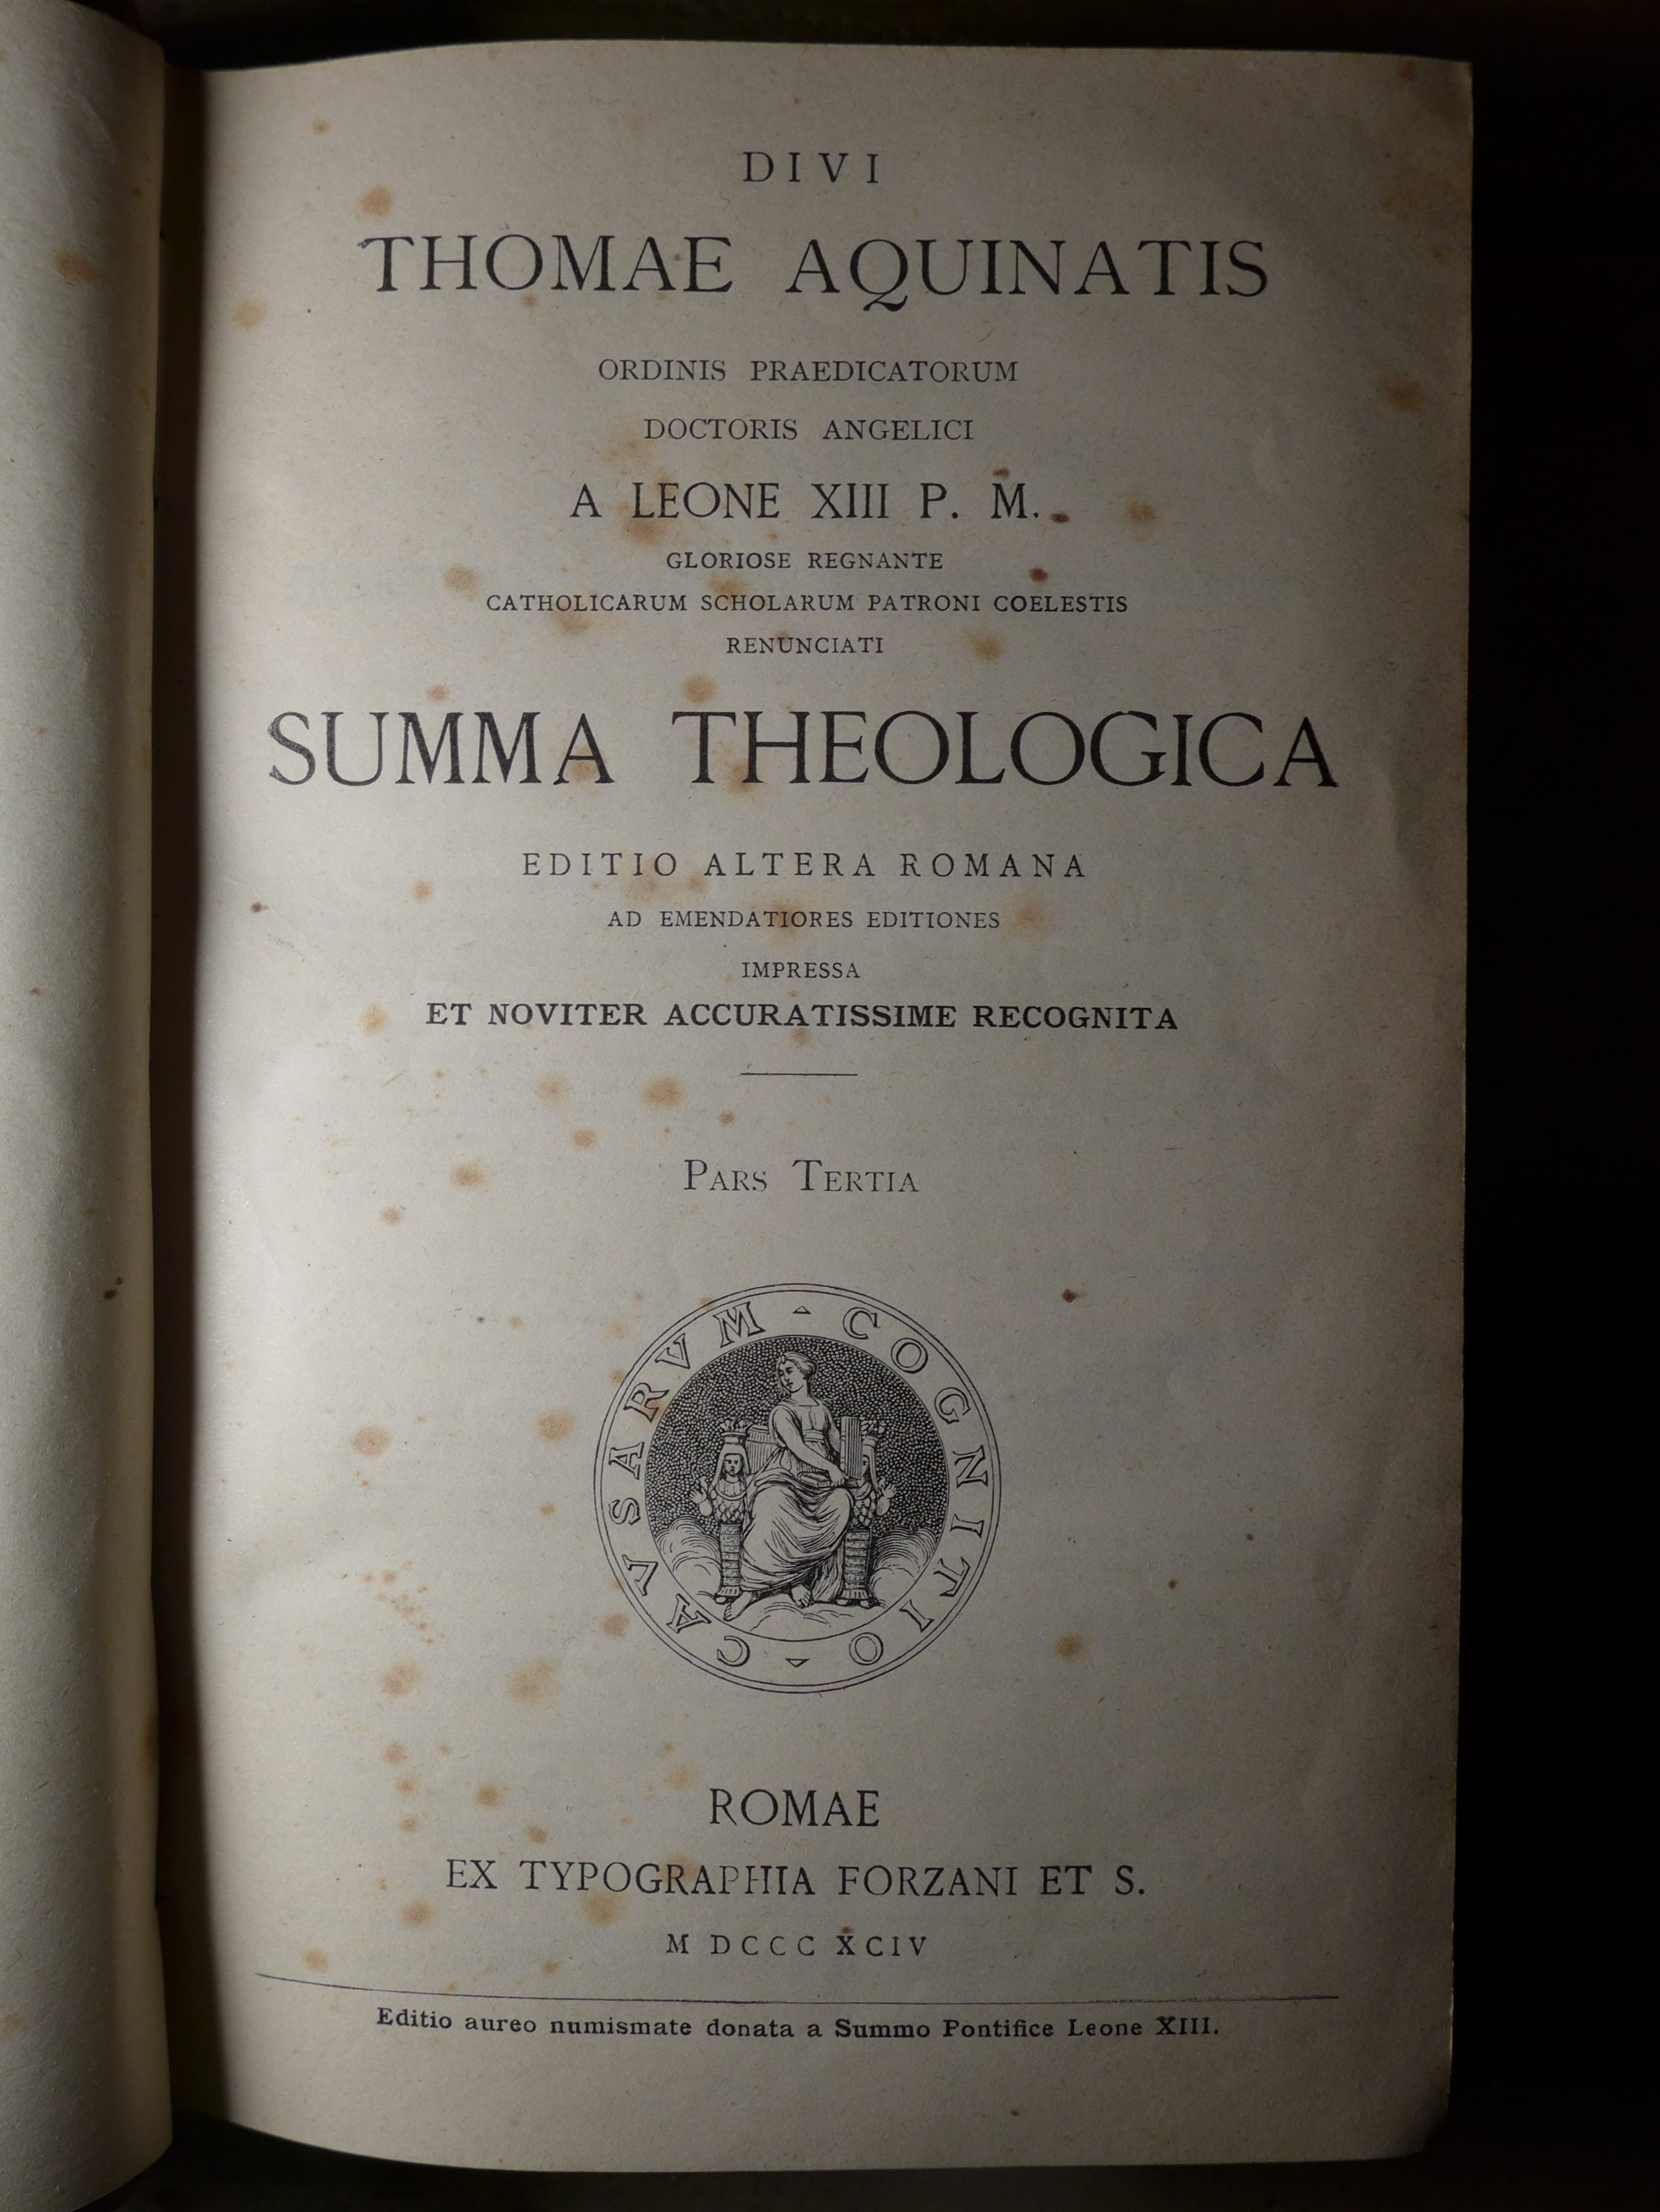 DIVI
THOMAE AQUINATIS
ORDINIS PRAEDICATORUM
DOCTORIS ANGELICI
A LEONE XIII P. M.
GLORIOSE REGNANTE
CATHOLICARUM SCHOLARUM PATRONI COELESTIS
RENUNCIATI
SUMMA THEOLOGICA
EDITIO ALTERA ROMANA
AD EMENDATIORES EDITIONES
IMPRESSA
ET NOVITER ACCURATISSIME RECOGNITA
PARS TERTIA
CAVSARVM COGNITIO
ROMAE
EX TYPOGRAPHIA FORZANI ET S.
M DCCC XCIV
Editio aureo numismate donata a Summo Pontifice Leone XIII.